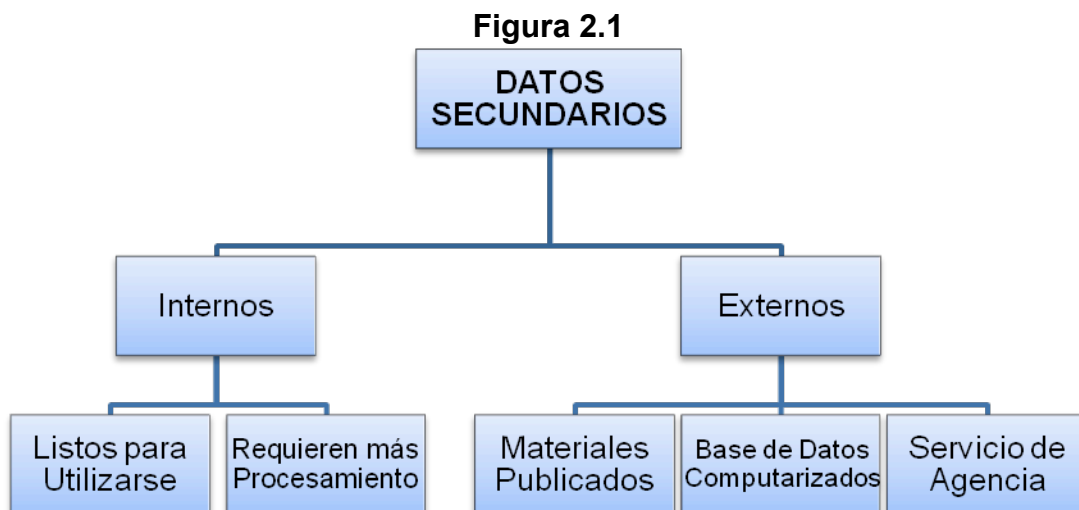 Figura 2.1
DATOS
SECUNDARIOS
Internos
Externos
Listos para
Utilizarse
Requieren más
Procesamiento
Materiales
Publicados
Base de Datos
Computarizados
Servicio de
Agencia